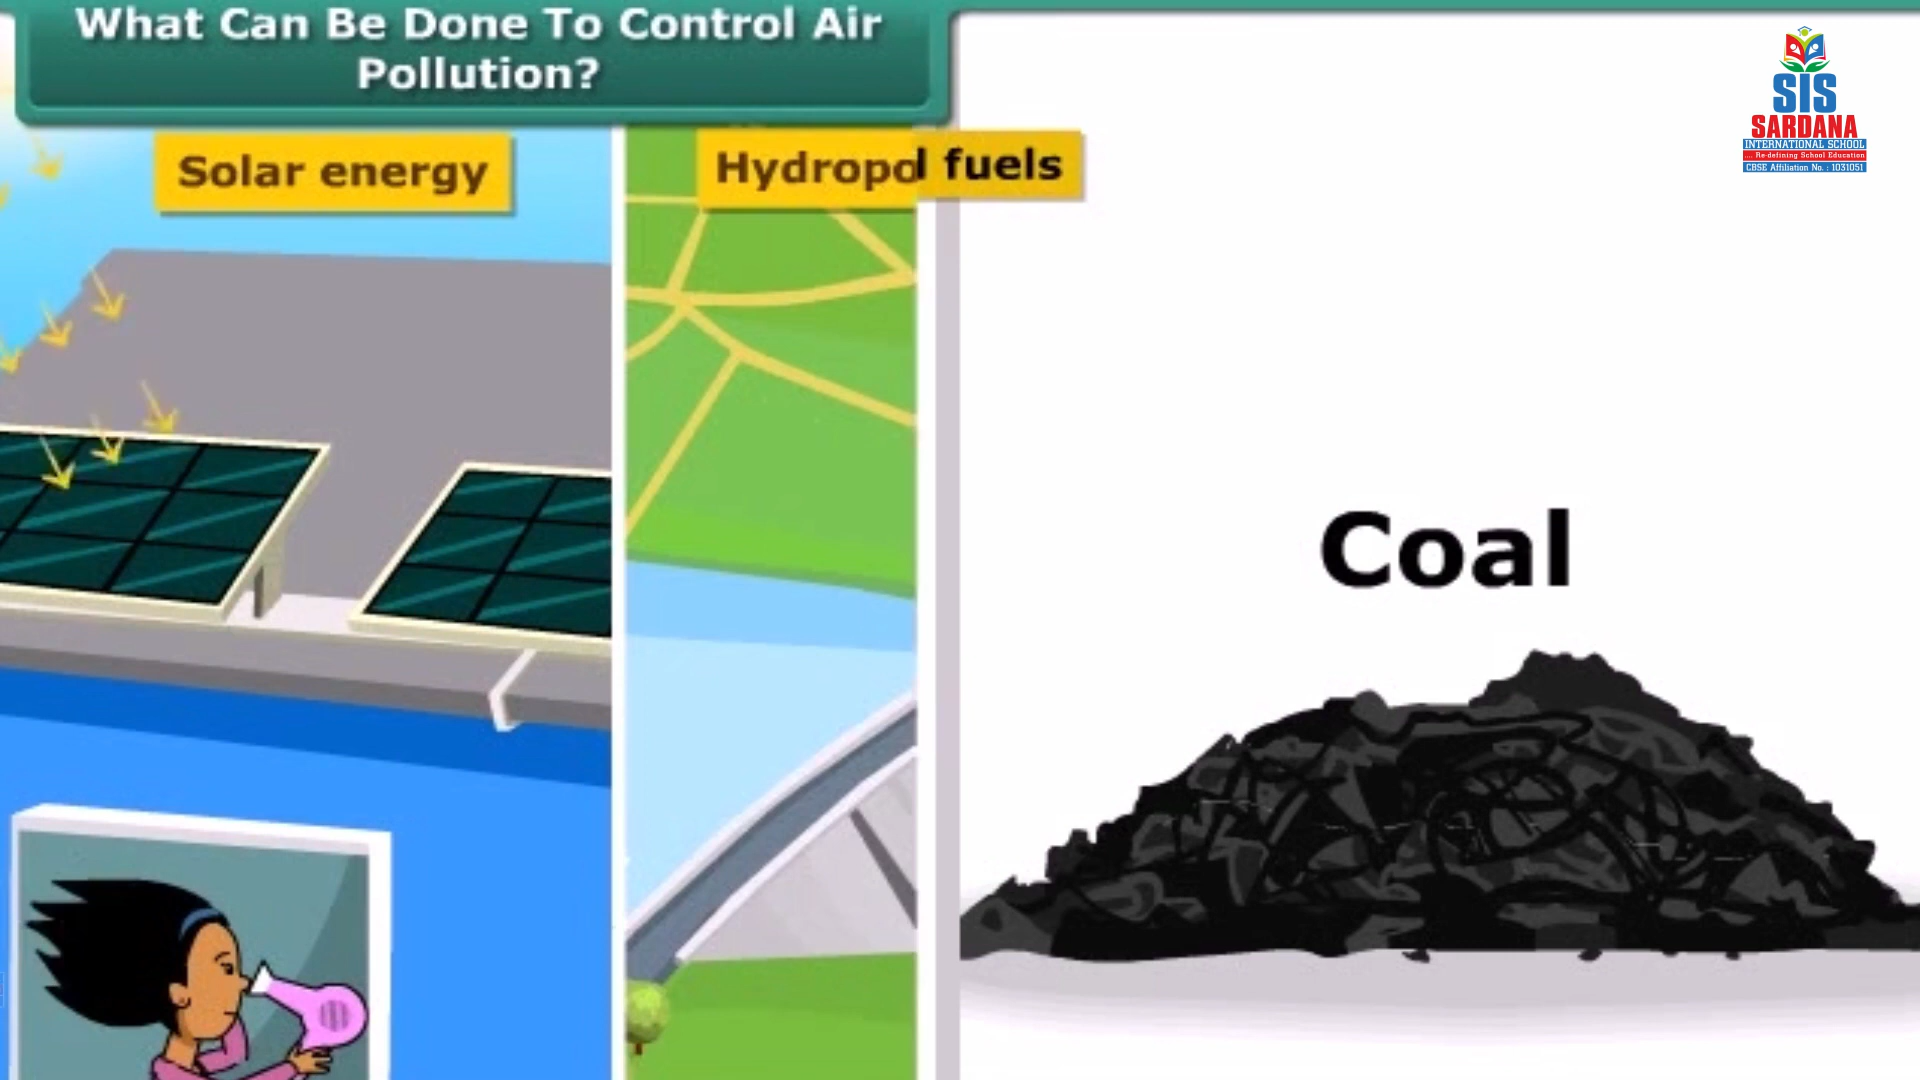 What Can Be Done To Control Air
Pollution?
Solar energy
Hydropo
l fuels
Coal
SIS
SARDANA
INTERNATIONAL SCHOOL
.... Re-defining School Education
CBSE Affiliation No. : 1031051